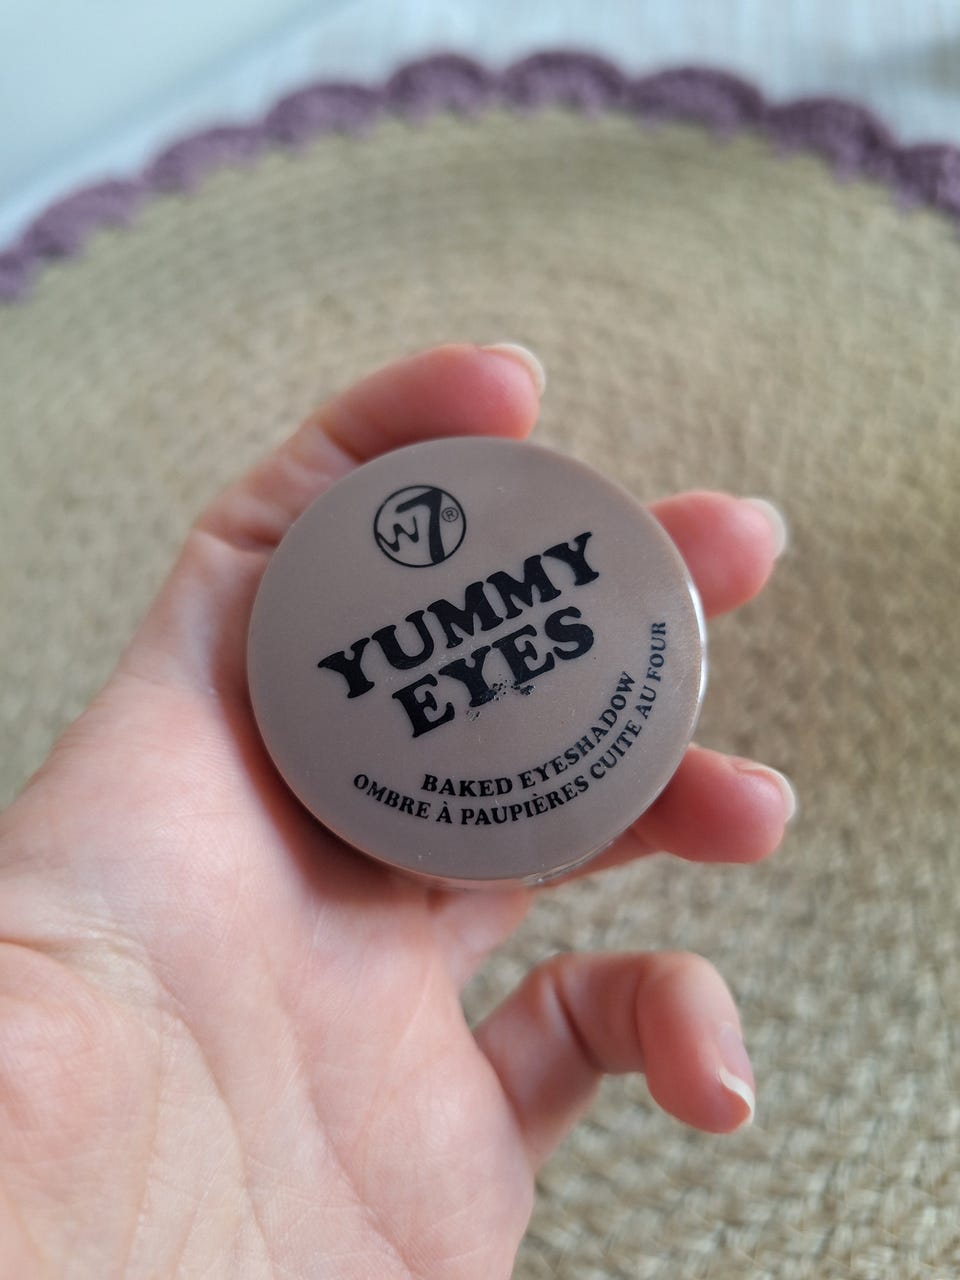 W7®
YUMMY
EYES
BAKED EYESHADOW
OMBRE À PAUPIÈRES CUITE AU FOUR